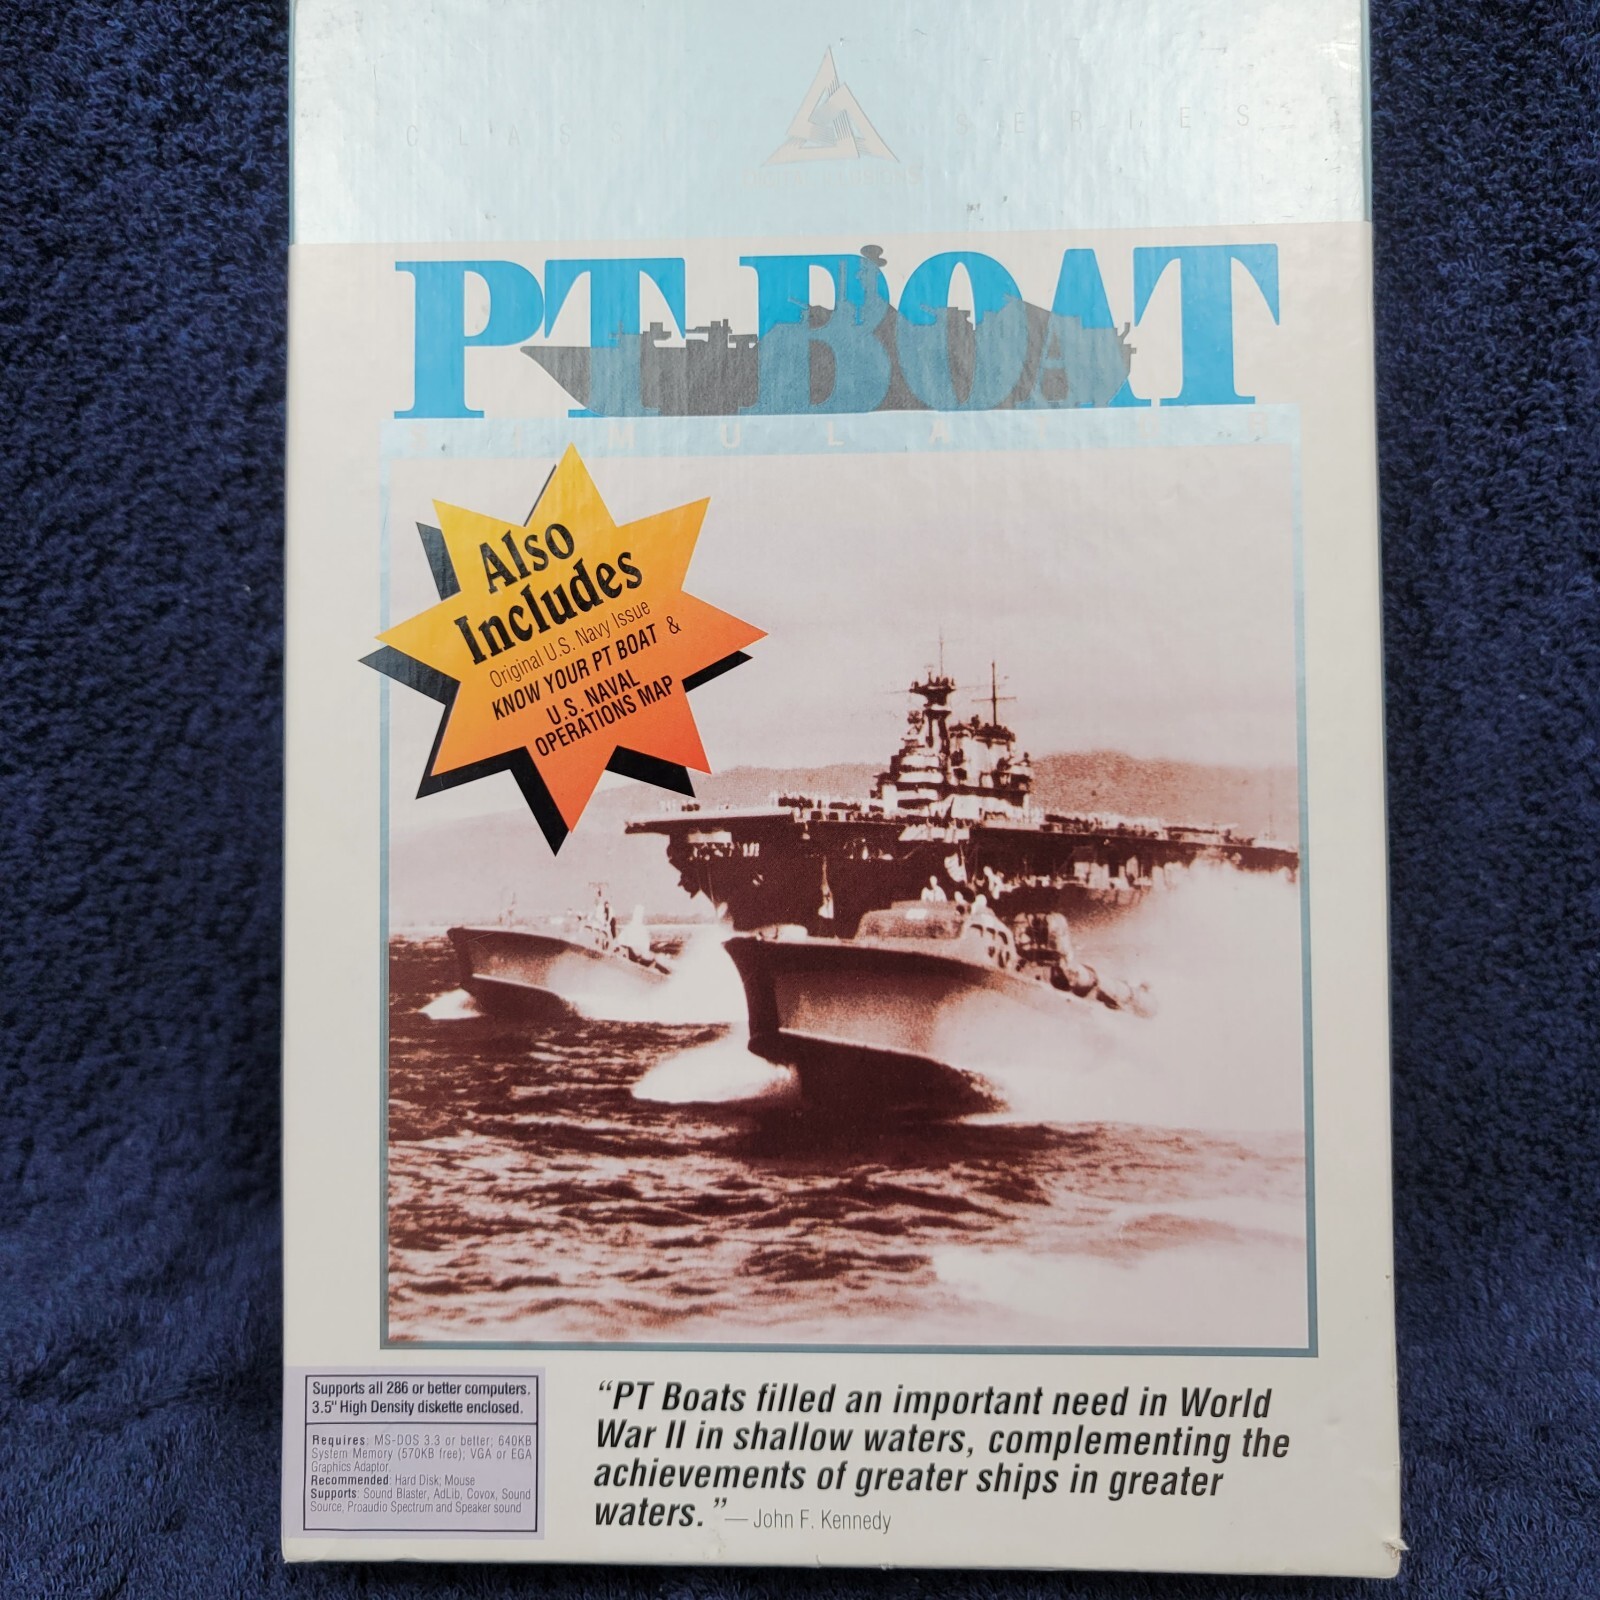 CLASSIC SERIES
PT BOAT
SIMULATOR
Also
Includes
Original U.S. Navy Issue
KNOW YOUR PT BOAT &
U.S. NAVAL
OPERATIONS MAP
Supports all 286 or better computers.
3.5" High Density diskette enclosed.
Requires: MS-DOS 3.3 or better; 640KB
System Memory (570KB free); VGA or EGA
Graphics Adaptor.
Recommended: Hard Disk; Mouse
Supports: Sound Blaster, AdLib, Covox, Sound
Source, Proaudio Spectrum and Speaker sound
“PT Boats filled an important need in World
War II in shallow waters, complementing the
achievements of greater ships in greater
waters.” — John F. Kennedy